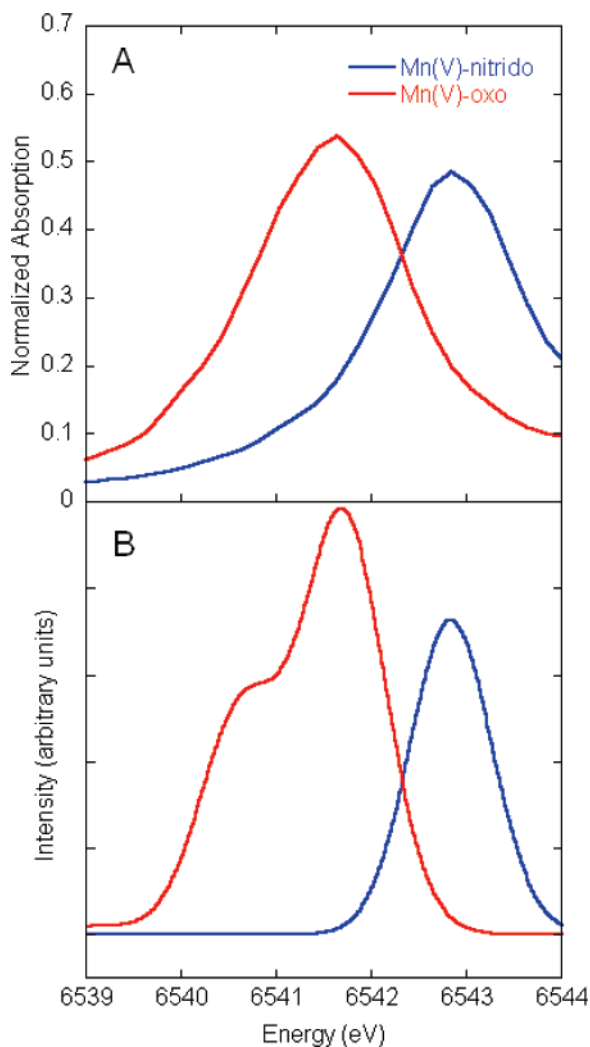 0.7
A
Mn(V)-nitrido
Mn(V)-oxo
0.6
0.5
0.4
0.3
0.2
0.1
0
Normalized Absorption
B
Intensity (arbitrary units)
6539 6540 6541 6542 6543 6544
Energy (eV)